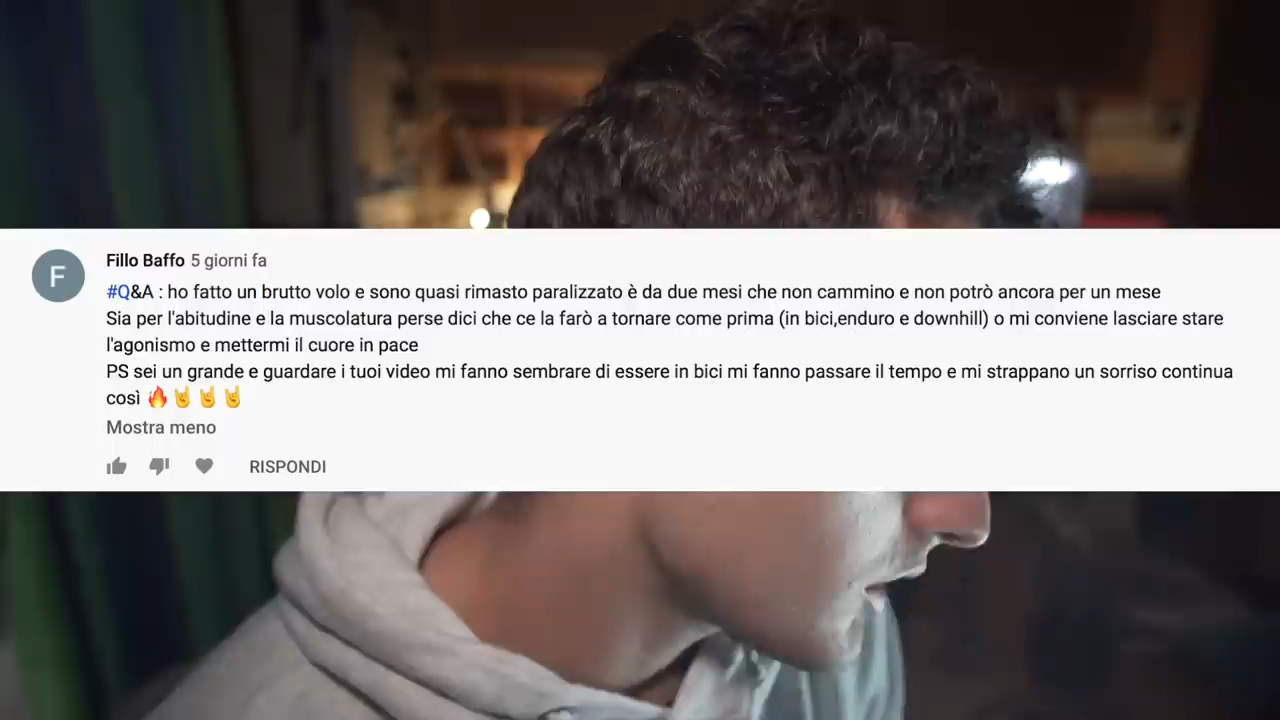 F
Fillo Baffo 5 giorni fa
#Q&A : ho fatto un brutto volo e sono quasi rimasto paralizzato è da due mesi che non cammino e non potrò ancora per un mese
Sia per l'abitudine e la muscolatura perse dici che ce la farò a tornare come prima (in bici,enduro e downhill) o mi conviene lasciare stare
l'agonismo e mettermi il cuore in pace
PS sei un grande e guardare i tuoi video mi fanno sembrare di essere in bici mi fanno passare il tempo e mi strappano un sorriso continua
così 🔥🤘🤘🤘
Mostra meno
RISPONDI